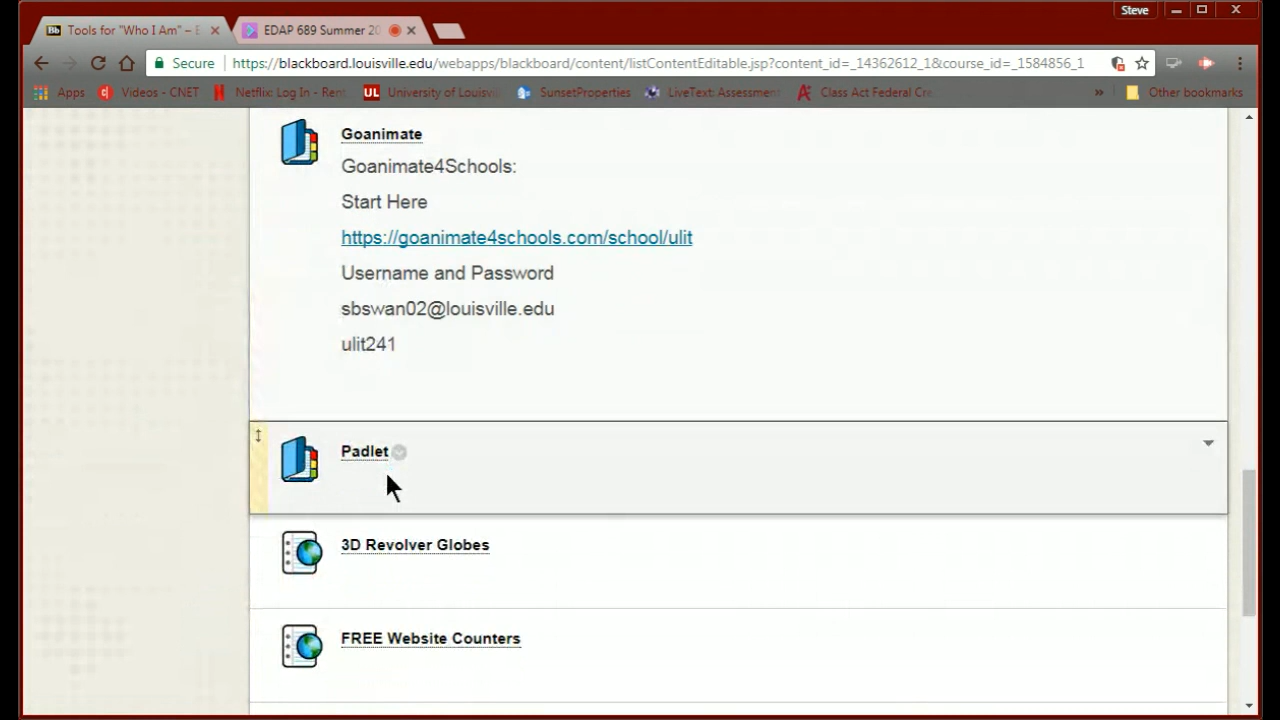 Steve
Bb Tools for "Who I Am" – E
EDAP 689 Summer 20
Secure https://blackboard.louisville.edu/webapps/blackboard/content/listContentEditable.jsp?content_id=_14362612_1&course_id=_1584856_1
Apps Videos - CNET Netflix Log In - Rent UL University of Louisvi SunsetProperties LiveText: Assessment Class Act Federal Cre » Other bookmarks
Goanimate
Goanimate4Schools:
Start Here
https://goanimate4schools.com/school/ulit
Username and Password
sbswan02@louisville.edu
ulit241
Padlet
3D Revolver Globes
FREE Website Counters